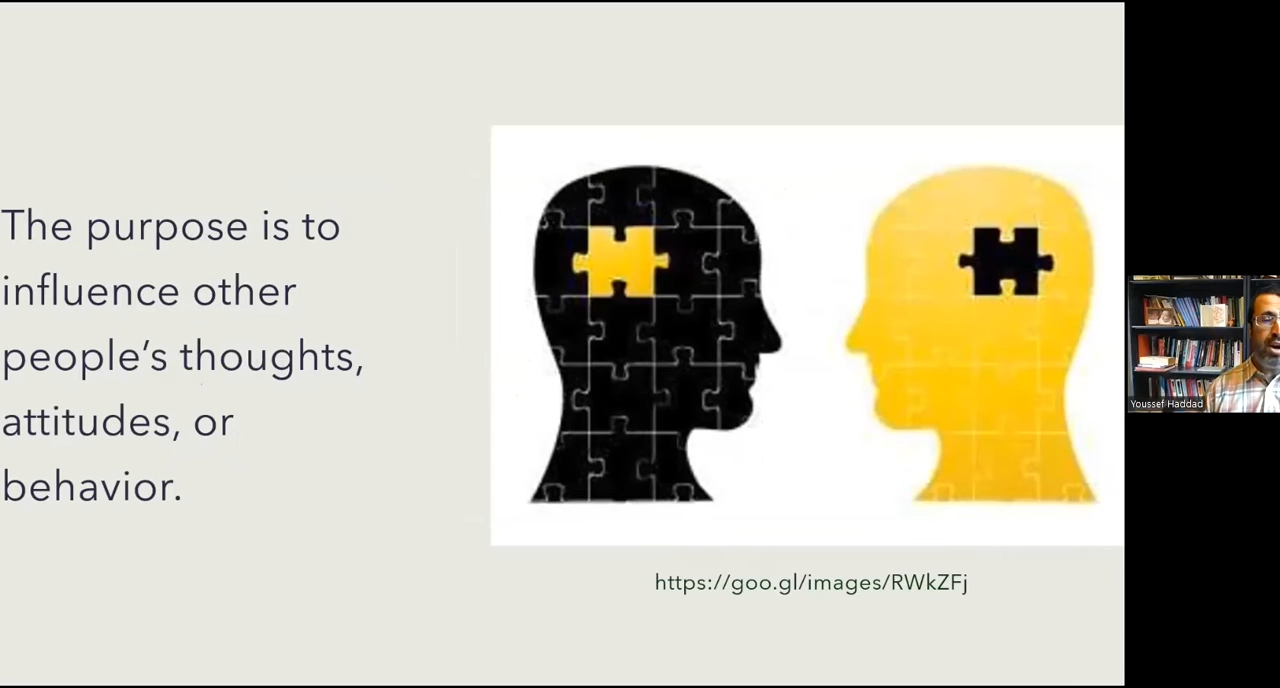 The purpose is to
influence other
people’s thoughts,
attitudes, or
behavior.
https://goo.gl/images/RWkZFj
Youssef Haddad